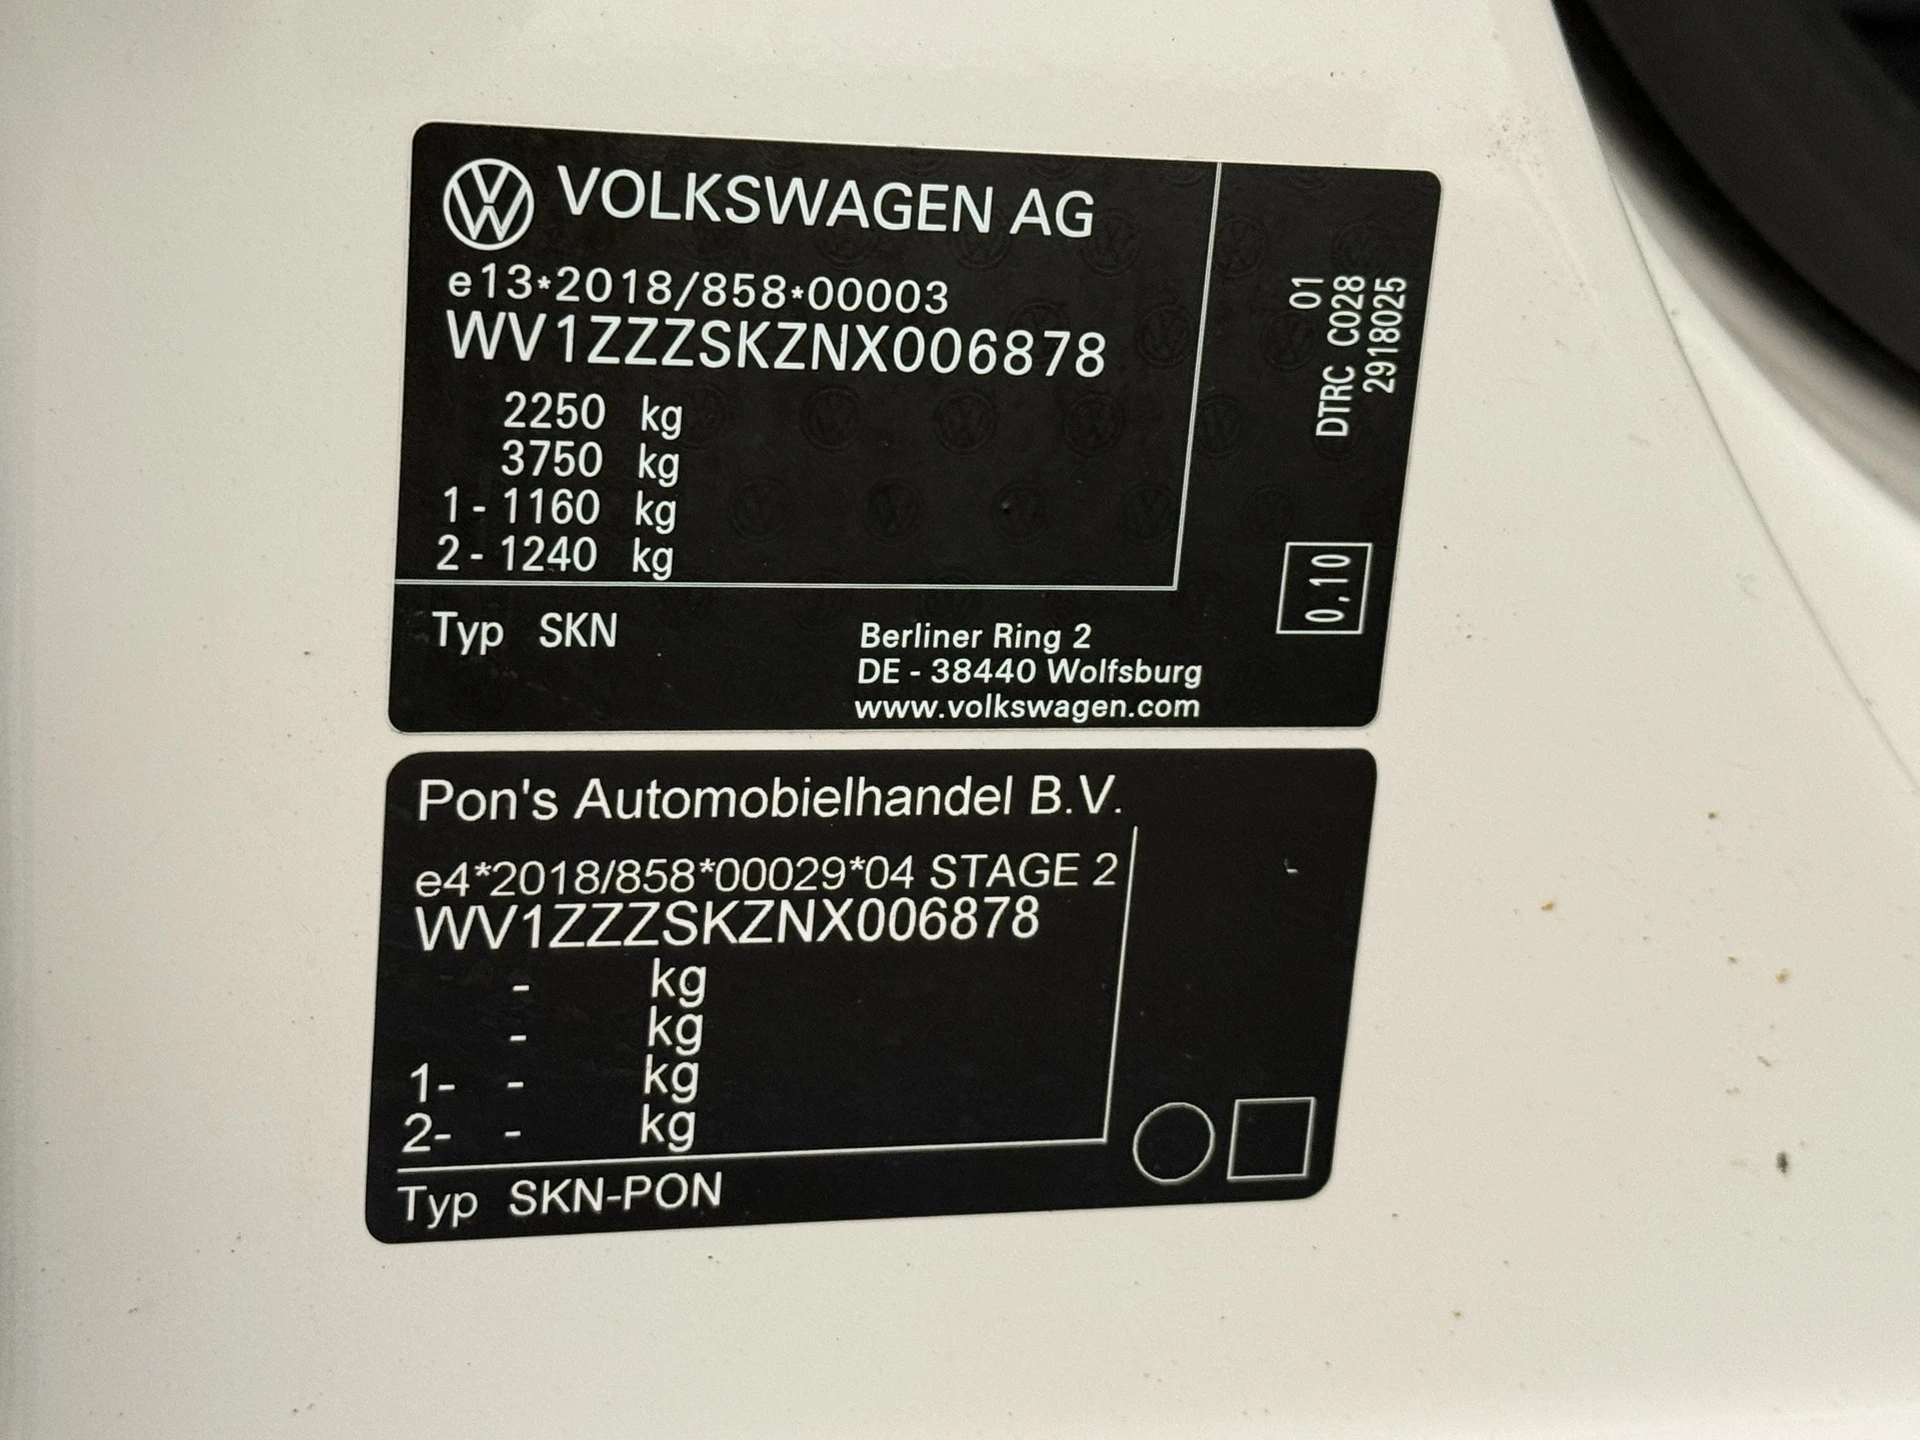 VOLKSWAGEN AG
e13*2018/858*00003
WV1ZZZSKZNX006878
2250 kg
3750 kg
1 - 1160 kg
2 - 1240 kg
Typ SKN
Berliner Ring 2
DE - 38440 Wolfsburg
www.volkswagen.com
01
DTRC C028
2918025
0,10
Pon's Automobielhandel B.V.
e4*2018/858*00029*04 STAGE 2
WV1ZZZSKZNX006878
- kg
- kg
1- - kg
2- - kg
Typ SKN-PON